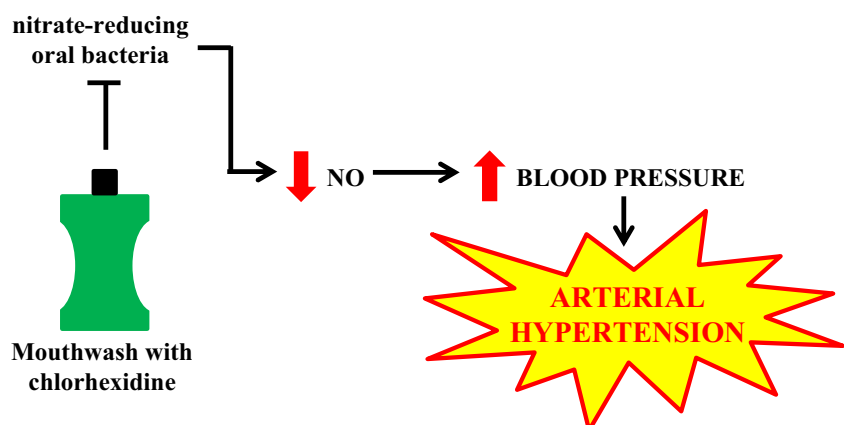 nitrate-reducing
oral bacteria
NO
BLOOD PRESSURE
ARTERIAL
HYPERTENSION
Mouthwash with
chlorhexidine